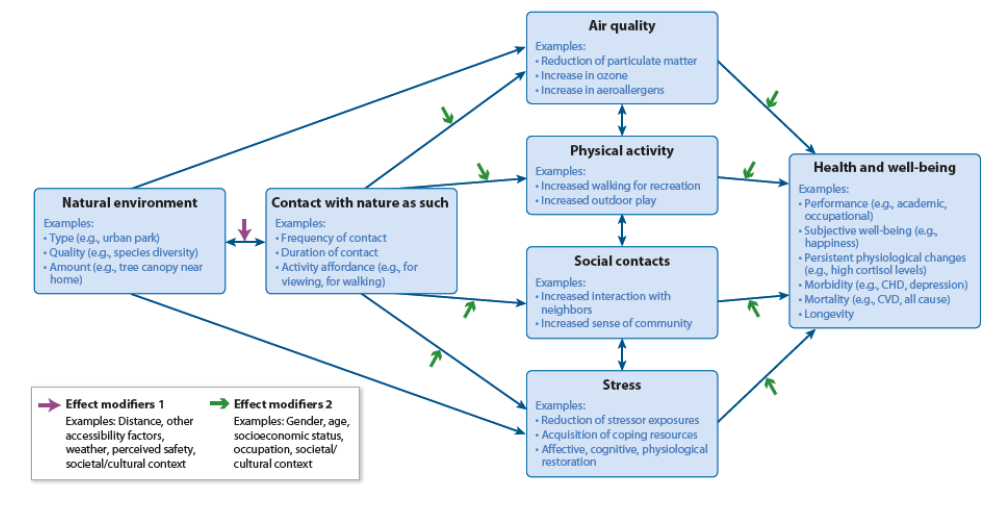 Air quality
Examples:
• Reduction of particulate matter
• Increase in ozone
• Increase in aeroallergens
Physical activity
Examples:
• Increased walking for recreation
• Increased outdoor play
Natural environment
Examples:
• Type (e.g., urban park)
• Quality (e.g., species diversity)
• Amount (e.g., tree canopy near
home)
Contact with nature as such
Examples:
• Frequency of contact
• Duration of contact
• Activity affordance (e.g., for
viewing, for walking)
Social contacts
Examples:
• Increased interaction with
neighbors
• Increased sense of community
Stress
Examples:
• Reduction of stressor exposures
• Acquisition of coping resources
• Affective, cognitive, physiological
restoration
Health and well-being
Examples:
• Performance (e.g., academic,
occupational)
• Subjective well-being (e.g.,
happiness)
• Persistent physiological changes
(e.g., high cortisol levels)
• Morbidity (e.g., CHD, depression)
• Mortality (e.g., CVD, all cause)
• Longevity
Effect modifiers 1
Examples: Distance, other
accessibility factors,
weather, perceived safety,
societal/cultural context
Effect modifiers 2
Examples: Gender, age,
socioeconomic status,
occupation, societal/
cultural context